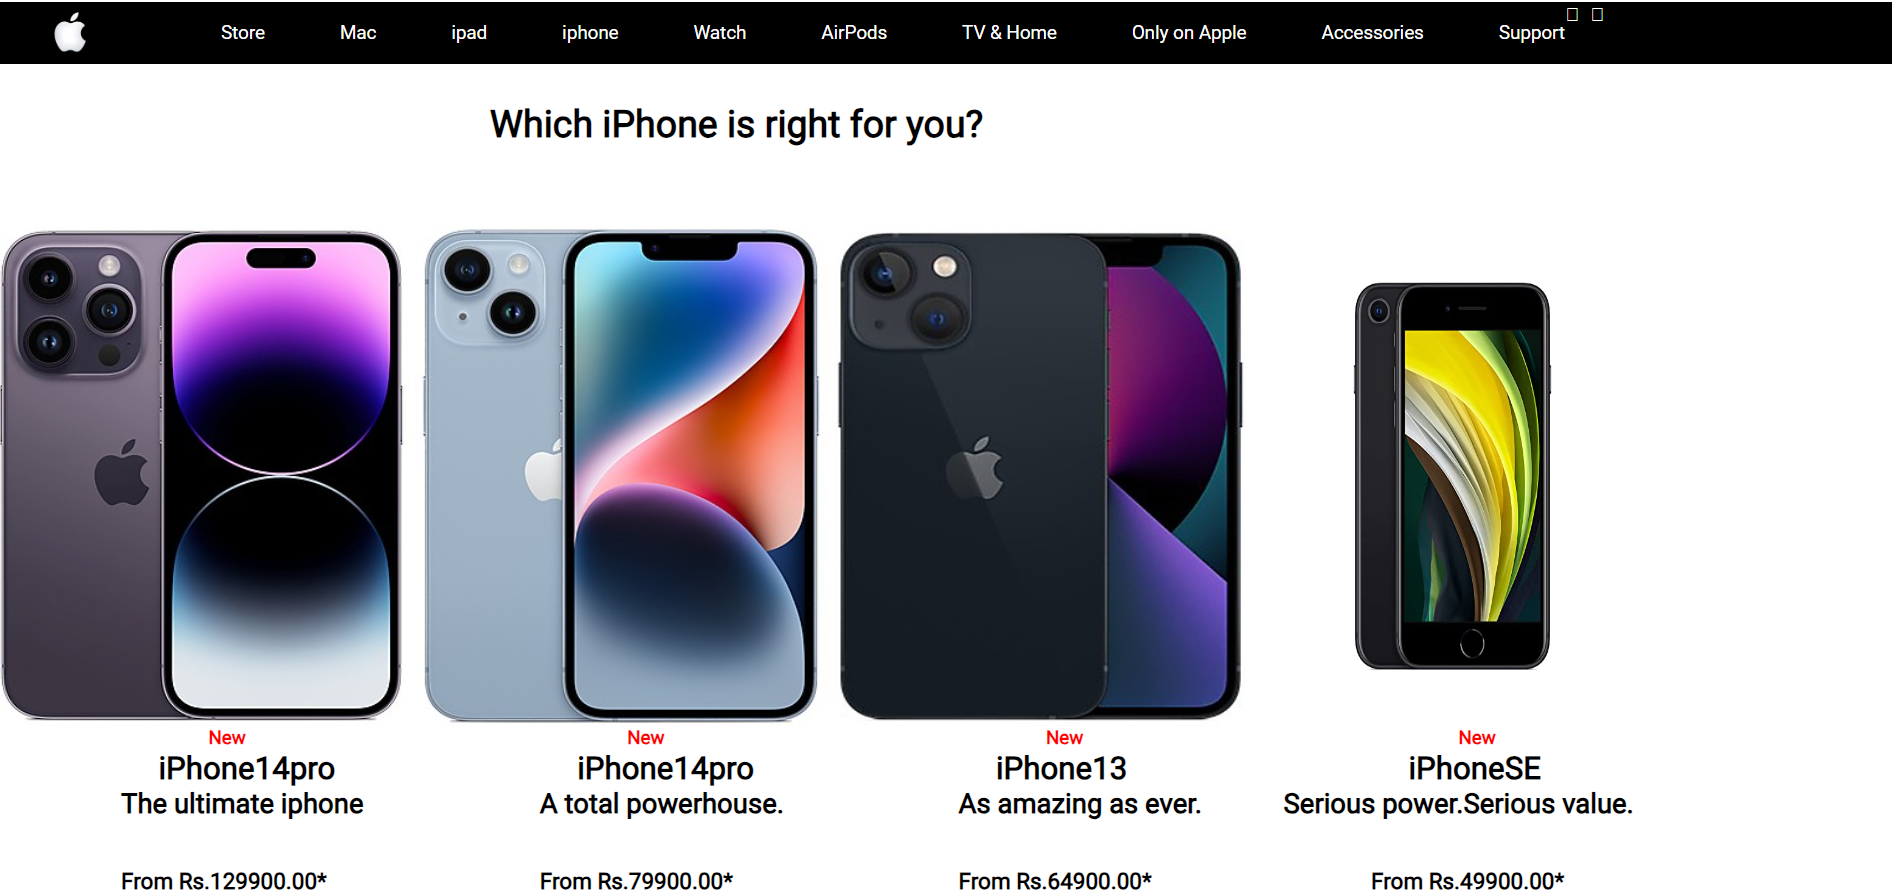 Store Mac ipad iphone Watch AirPods TV & Home Only on Apple Accessories Support
Which iPhone is right for you?
New New New New
iPhone14pro iPhone14pro iPhone13 iPhoneSE
The ultimate iphone A total powerhouse. As amazing as ever. Serious power.Serious value.
From Rs.129900.00* From Rs.79900.00* From Rs.64900.00* From Rs.49900.00*